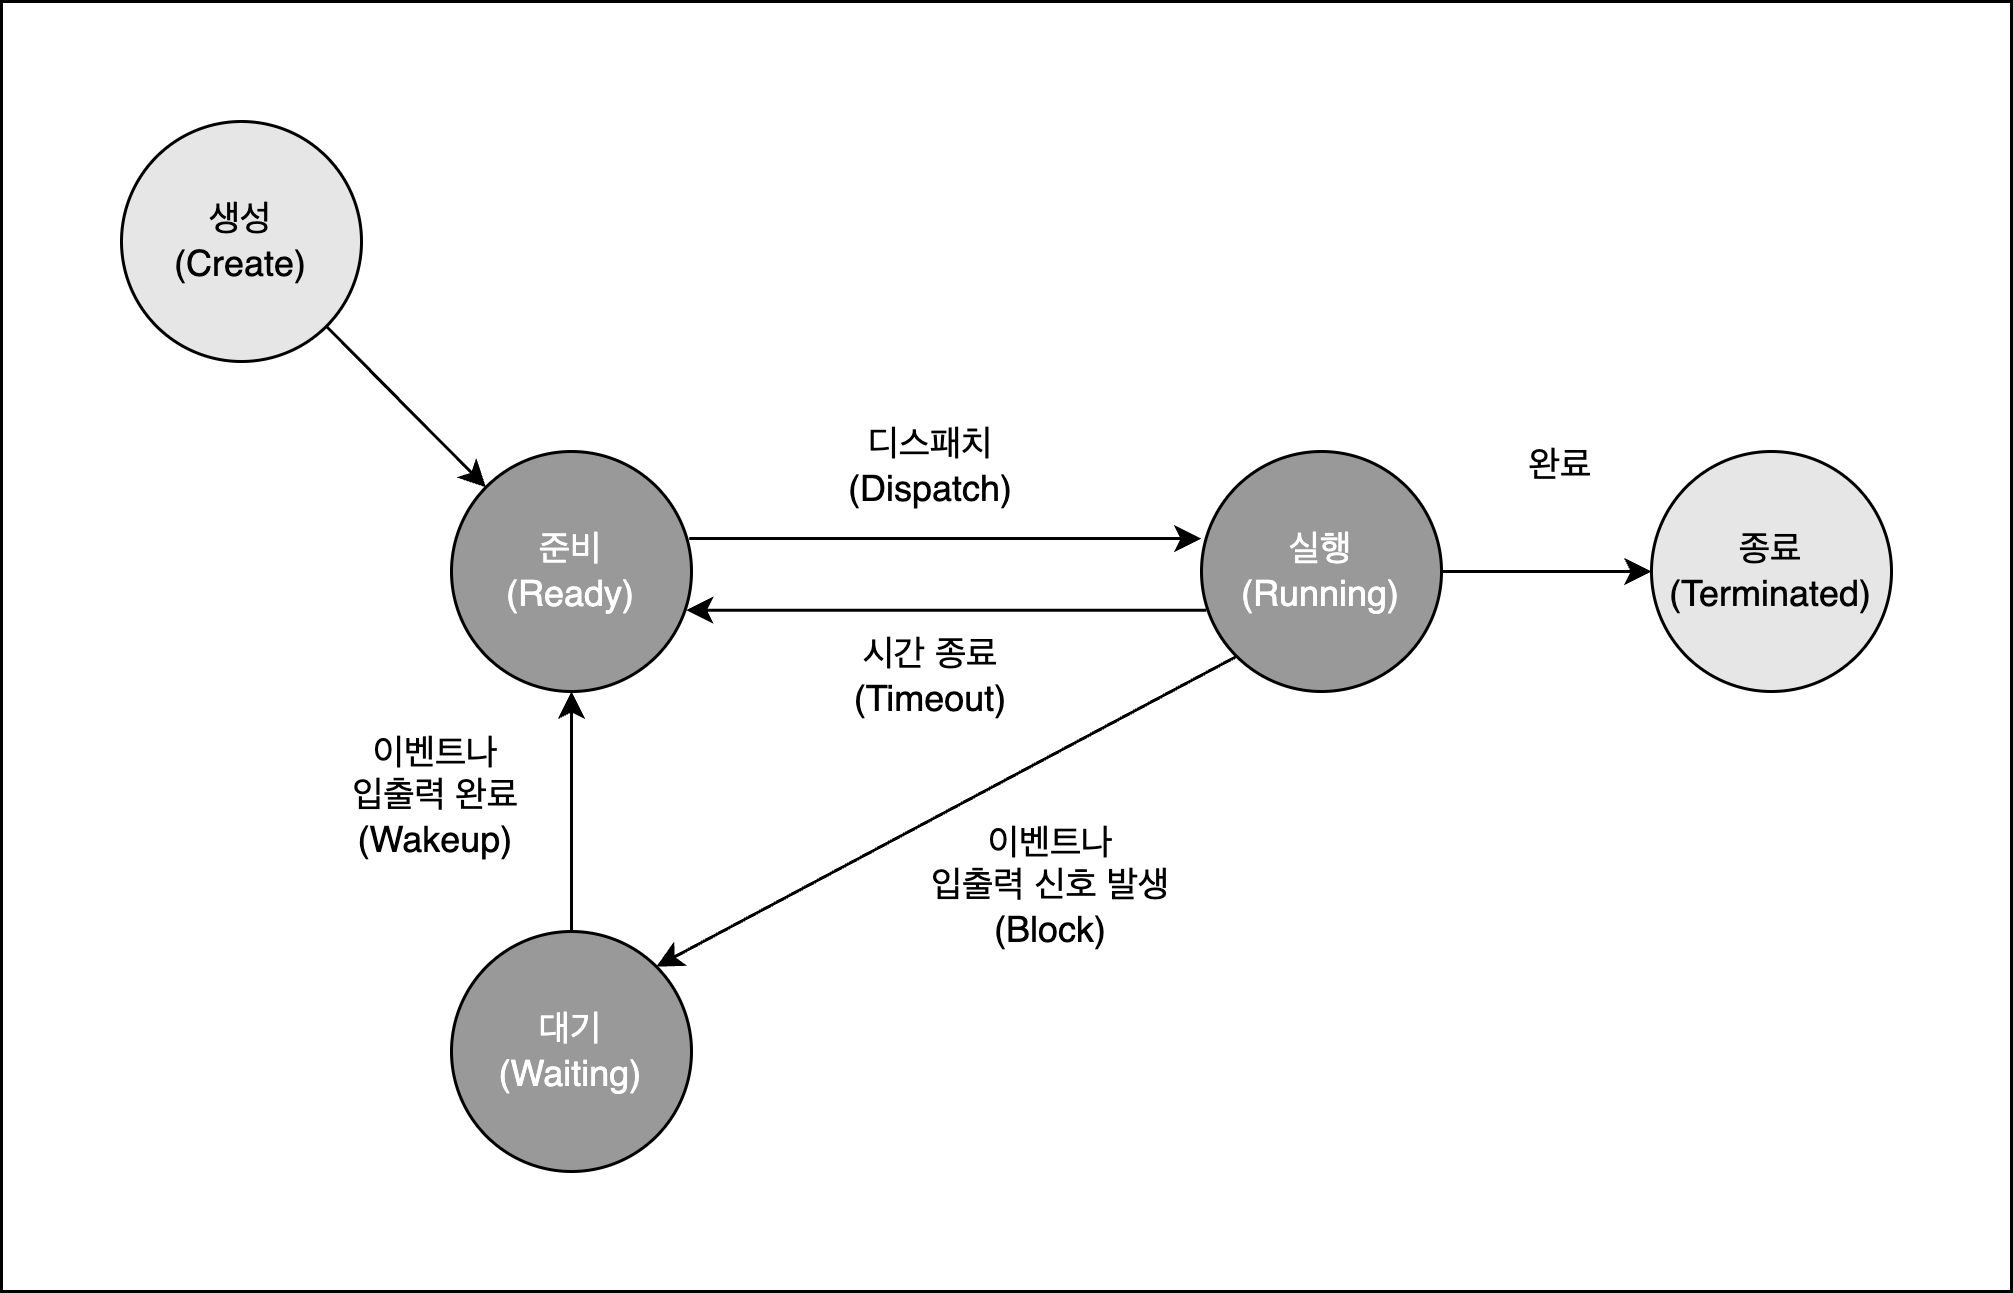 생성
(Create)
디스패치
(Dispatch)
완료
준비
(Ready)
실행
(Running)
종료
(Terminated)
시간 종료
(Timeout)
이벤트나
입출력 완료
(Wakeup)
이벤트나
입출력 신호 발생
(Block)
대기
(Waiting)